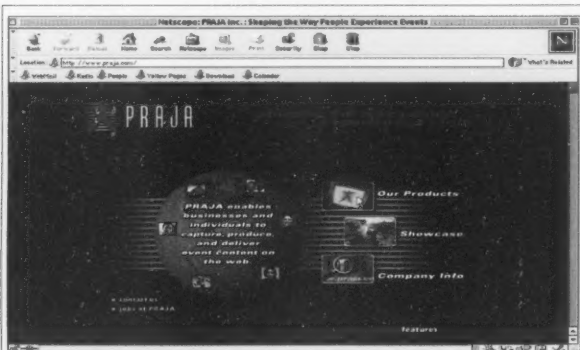 Netscape: PRAJA Inc. : Shaping the Way People Experience Events
Back Forward Reload Home Search Netscape Images Print Security Shop Stop
Location: http://www.praja.com/ What's Related
WebMail Radio People Yellow Pages Download Calendar
PRAJA
PRAJA enables
businesses and
individuals to
capture, produce,
and deliver
event content on
the web
Our Products
Showcase
Company Info
contact us
jobs at PRAJA
features